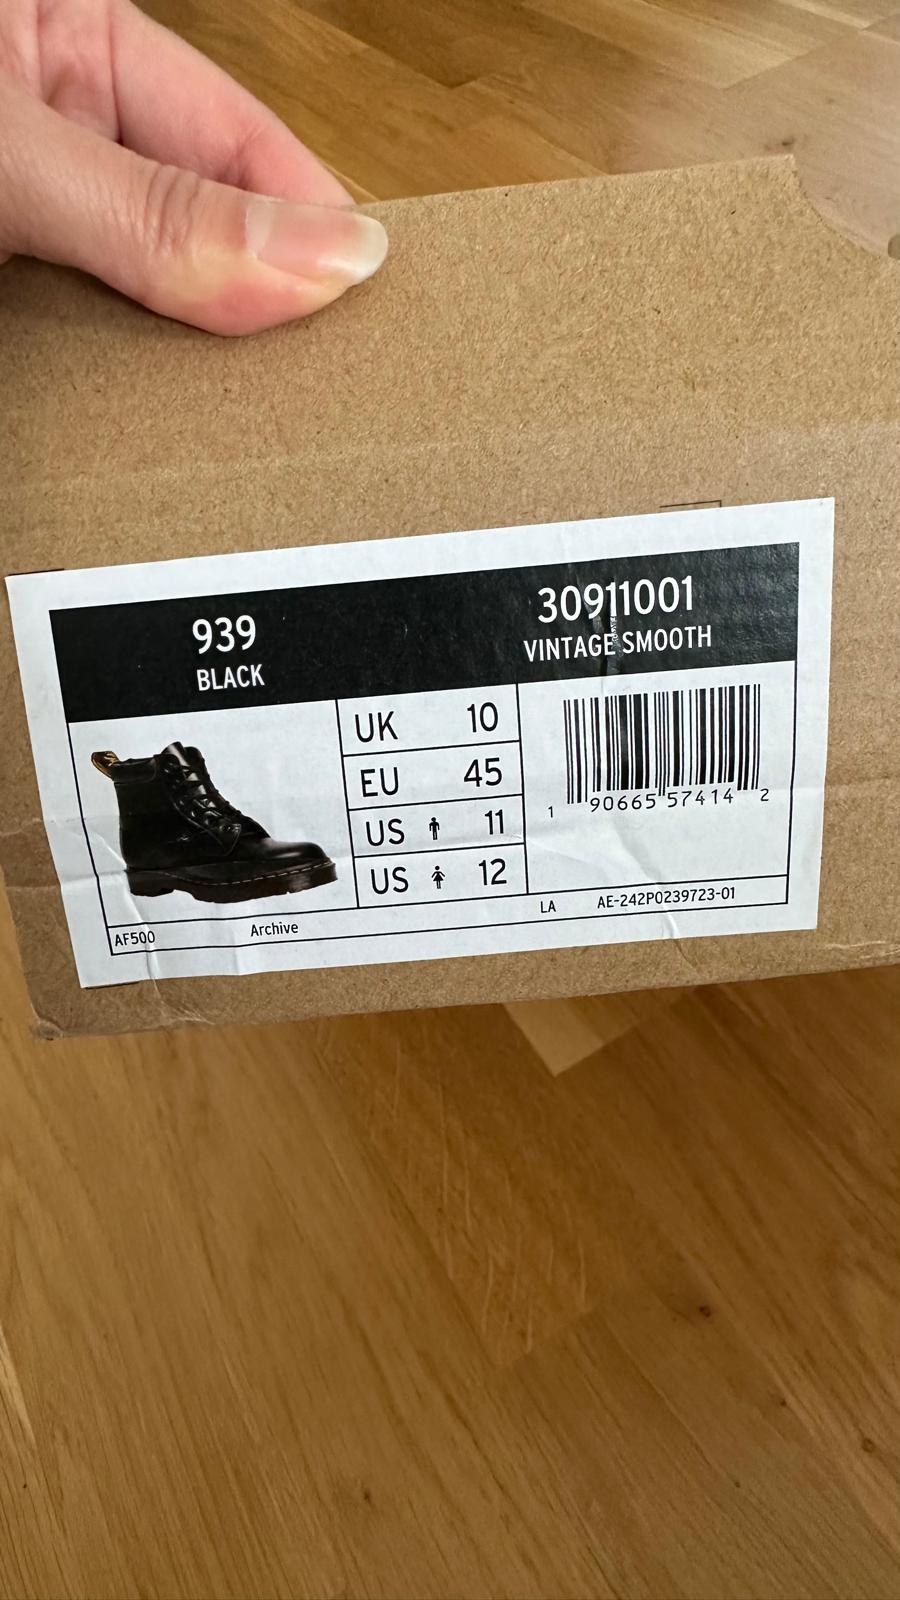 939
BLACK
30911001
VINTAGE SMOOTH
UK 10
EU 45
US 11
US 12
1 90665 57414 2
AF500 Archive LA AE-242P0239723-01